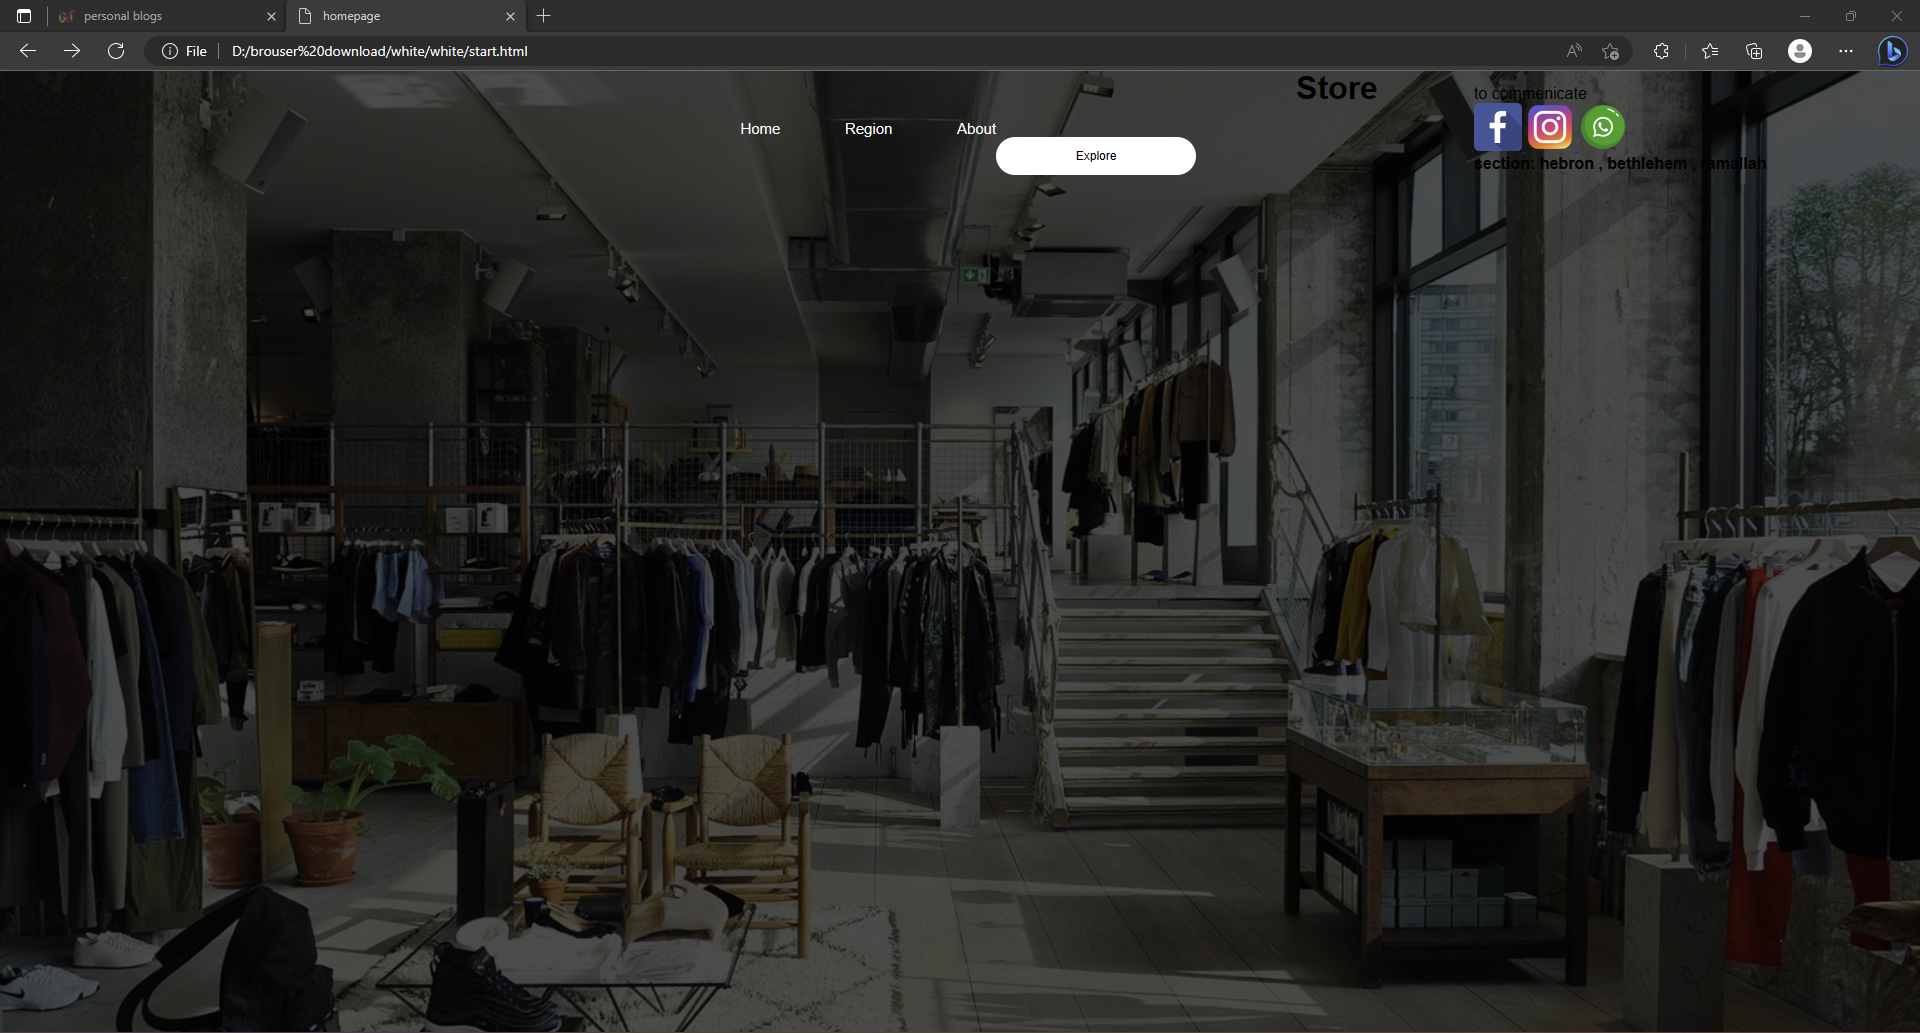 personal blogs
homepage
File
D:/brouser%20download/white/white/start.html
Store
to commenicate
Home Region About
Explore
section: hebron , bethlehem , ramallah